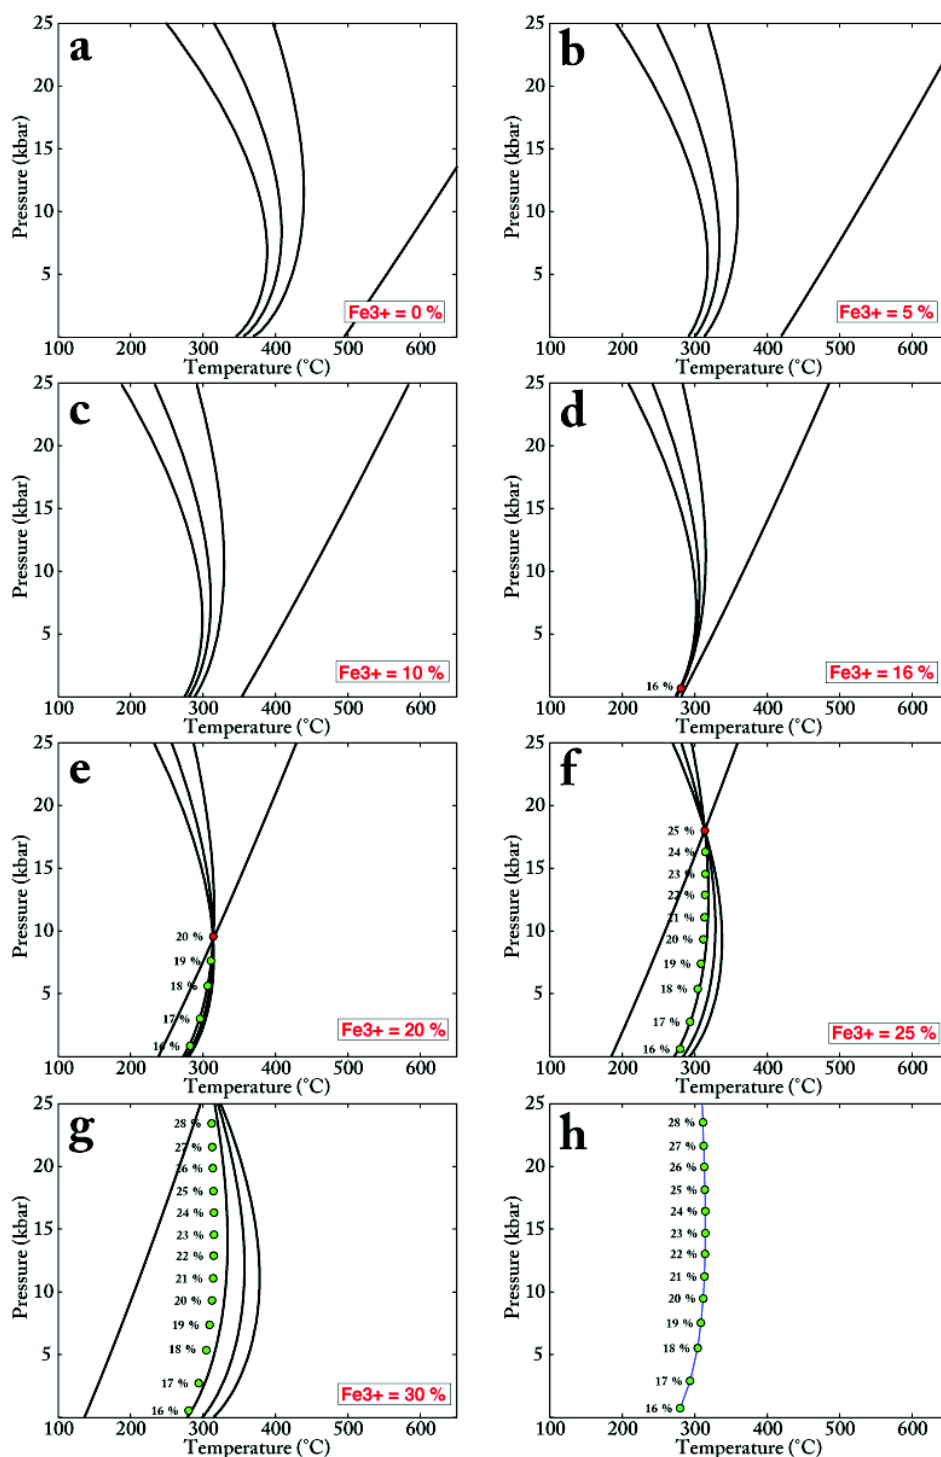 a
25
20
15
10
5
Pressure (kbar)
Fe3+ = 0 %
100 200 300 400 500 600
Temperature (°C)
b
25
20
15
10
5
Pressure (kbar)
Fe3+ = 5 %
100 200 300 400 500 600
Temperature (°C)
c
25
20
15
10
5
Pressure (kbar)
Fe3+ = 10 %
100 200 300 400 500 600
Temperature (°C)
d
25
20
15
10
5
Pressure (kbar)
16 %
Fe3+ = 16 %
100 200 300 400 500 600
Temperature (°C)
e
25
20
15
10
5
Pressure (kbar)
20 %
19 %
18 %
17 %
16 %
Fe3+ = 20 %
100 200 300 400 500 600
Temperature (°C)
f
25
20
15
10
5
Pressure (kbar)
25 %
24 %
23 %
22 %
21 %
20 %
19 %
18 %
17 %
16 %
Fe3+ = 25 %
100 200 300 400 500 600
Temperature (°C)
g
25
20
15
10
5
Pressure (kbar)
28 %
27 %
26 %
25 %
24 %
23 %
22 %
21 %
20 %
19 %
18 %
17 %
16 %
Fe3+ = 30 %
100 200 300 400 500 600
Temperature (°C)
h
25
20
15
10
5
Pressure (kbar)
28 %
27 %
26 %
25 %
24 %
23 %
22 %
21 %
20 %
19 %
18 %
17 %
16 %
100 200 300 400 500 600
Temperature (°C)